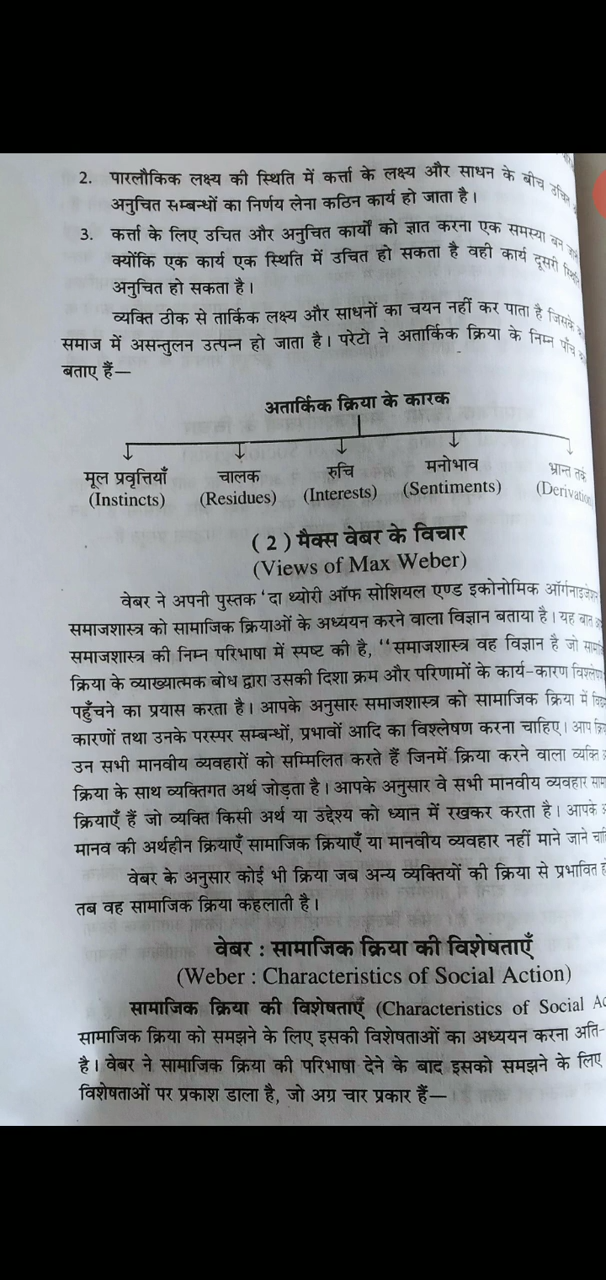 2. पारलौकिक लक्ष्य की स्थिति में कर्त्ता के लक्ष्य और साधन के बीच उचित
अनुचित सम्बन्धों का निर्णय लेना कठिन कार्य हो जाता है।
3. कर्त्ता के लिए उचित और अनुचित कार्यों को ज्ञात करना एक समस्या बन
क्योंकि एक कार्य एक स्थिति में उचित हो सकता है वही कार्य दूसरी स्थिति
अनुचित हो सकता है।
व्यक्ति ठीक से तार्किक लक्ष्य और साधनों का चयन नहीं कर पाता है जिसके
समाज में असन्तुलन उत्पन्न हो जाता है। परेटो ने अतार्किक क्रिया के निम्न पाँच
बताए हैं—
अतार्किक क्रिया के कारक
मूल प्रवृत्तियाँ चालक रुचि मनोभाव भ्रान्त तर्क
(Instincts) (Residues) (Interests) (Sentiments) (Derivation
(2) मैक्स वेबर के विचार
(Views of Max Weber)
वेबर ने अपनी पुस्तक 'दा थ्योरी ऑफ सोशियल एण्ड इकोनोमिक ऑर्गनाइजेशन
समाजशास्त्र को सामाजिक क्रियाओं के अध्ययन करने वाला विज्ञान बताया है। यह बात
समाजशास्त्र की निम्न परिभाषा में स्पष्ट की है, "समाजशास्त्र वह विज्ञान है जो
क्रिया के व्याख्यात्मक बोध द्वारा उसकी दिशा क्रम और परिणामों के कार्य-कारण विश्लेषण
पहुँचने का प्रयास करता है। आपके अनुसार समाजशास्त्र को सामाजिक क्रिया में
कारणों तथा उनके परस्पर सम्बन्धों, प्रभावों आदि का विश्लेषण करना चाहिए। आप
उन सभी मानवीय व्यवहारों को सम्मिलित करते हैं जिनमें क्रिया करने वाला व्यक्ति
क्रिया के साथ व्यक्तिगत अर्थ जोड़ता है। आपके अनुसार वे सभी मानवीय व्यवहार
क्रियाएँ हैं जो व्यक्ति किसी अर्थ या उद्देश्य को ध्यान में रखकर करता है। आपके
मानव की अर्थहीन क्रियाएँ सामाजिक क्रियाएँ या मानवीय व्यवहार नहीं माने जाने
वेबर के अनुसार कोई भी क्रिया जब अन्य व्यक्तियों की क्रिया से प्रभावित
तब वह सामाजिक क्रिया कहलाती है।
वेबर : सामाजिक क्रिया की विशेषताएँ
(Weber : Characteristics of Social Action)
सामाजिक क्रिया की विशेषताएँ (Characteristics of Social
सामाजिक क्रिया को समझने के लिए इसकी विशेषताओं का अध्ययन करना अति-
है। वेबर ने सामाजिक क्रिया की परिभाषा देने के बाद इसको समझने के लिए
विशेषताओं पर प्रकाश डाला है, जो अग्र चार प्रकार हैं—